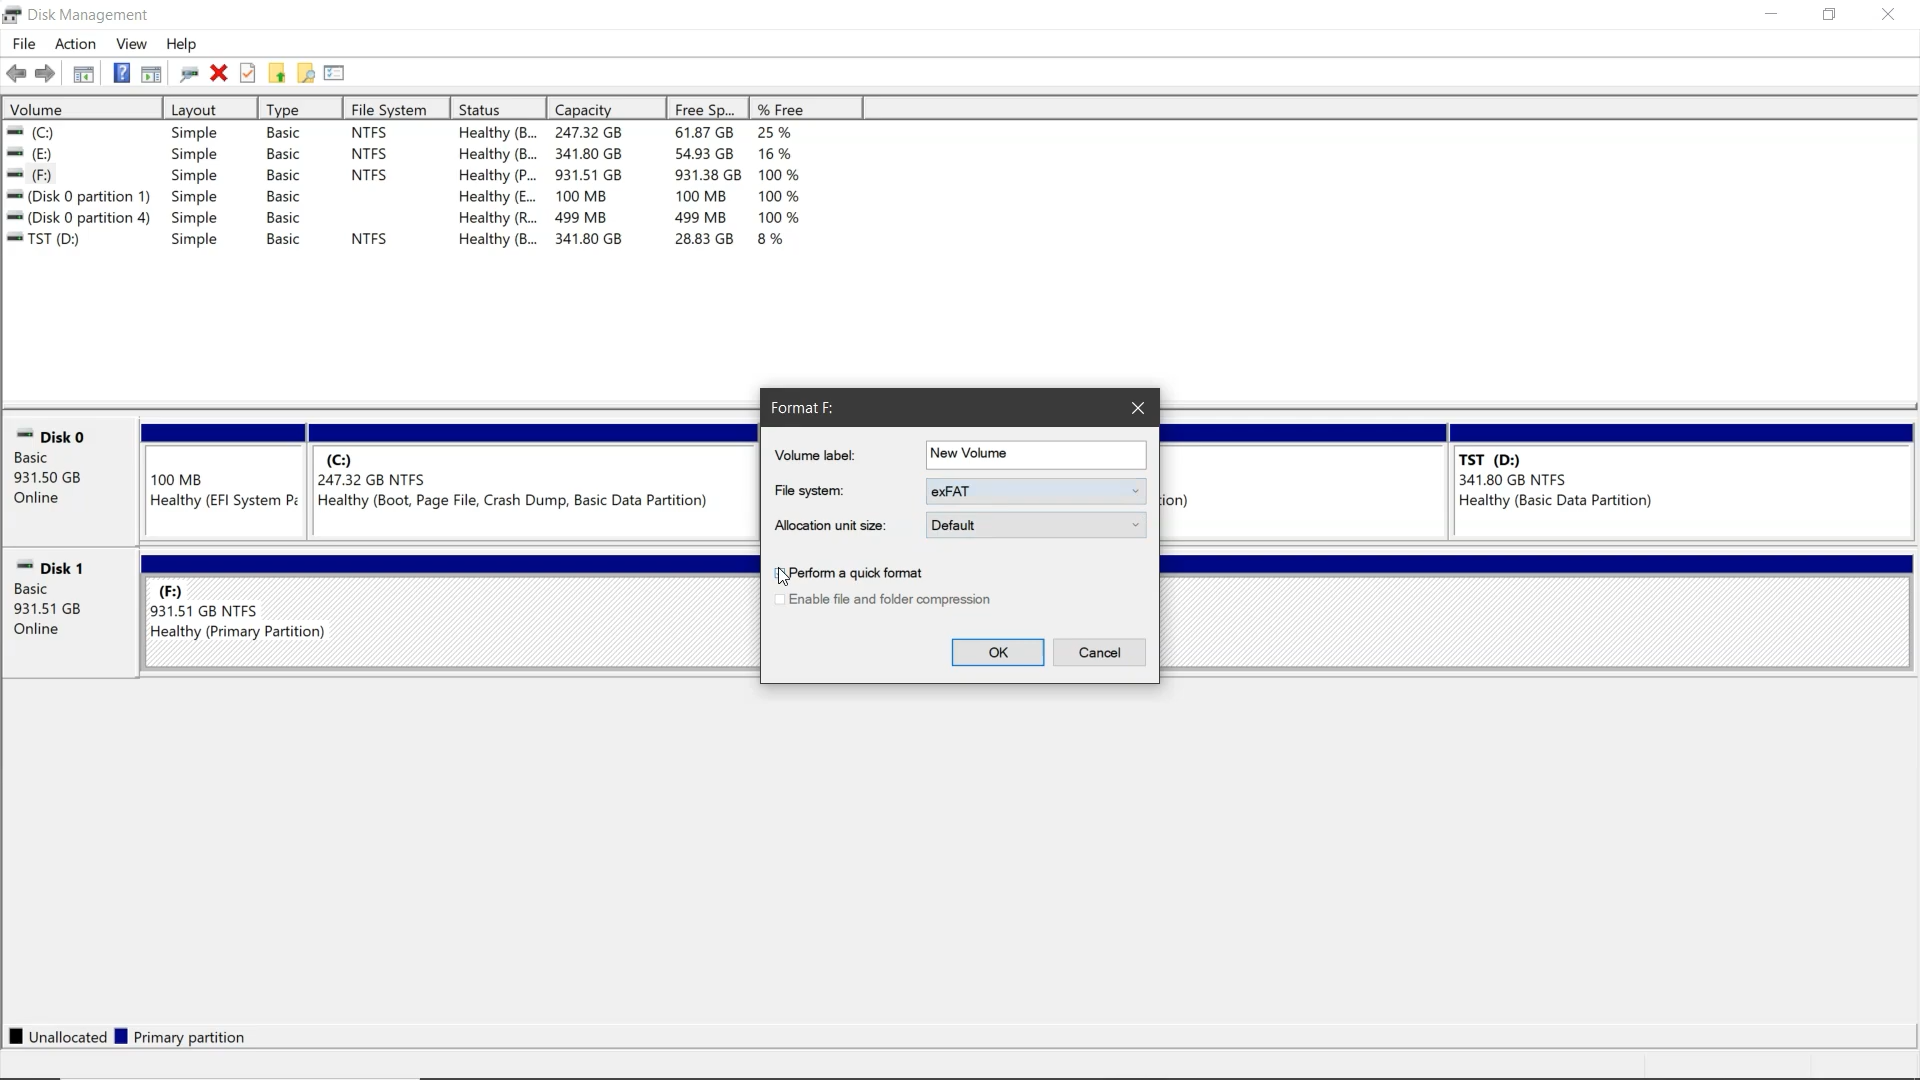 Disk Management
File Action View Help
Volume Layout Type File System Status Capacity Free Sp... % Free
(C:) Simple Basic NTFS Healthy (B... 247.32 GB 61.87 GB 25 %
(E:) Simple Basic NTFS Healthy (B... 341.80 GB 54.93 GB 16 %
(F:) Simple Basic NTFS Healthy (P... 931.51 GB 931.38 GB 100 %
(Disk 0 partition 1) Simple Basic Healthy (E... 100 MB 100 MB 100 %
(Disk 0 partition 4) Simple Basic Healthy (R... 499 MB 499 MB 100 %
TST (D:) Simple Basic NTFS Healthy (B... 341.80 GB 28.83 GB 8 %
Disk 0
Basic
931.50 GB
Online
100 MB
Healthy (EFI System Pa
(C:)
247.32 GB NTFS
Healthy (Boot, Page File, Crash Dump, Basic Data Partition)
ion)
TST (D:)
341.80 GB NTFS
Healthy (Basic Data Partition)
Disk 1
Basic
931.51 GB
Online
(F:)
931.51 GB NTFS
Healthy (Primary Partition)
Format F:
Volume label: New Volume
File system: exFAT
Allocation unit size: Default
Perform a quick format
Enable file and folder compression
OK Cancel
Unallocated Primary partition